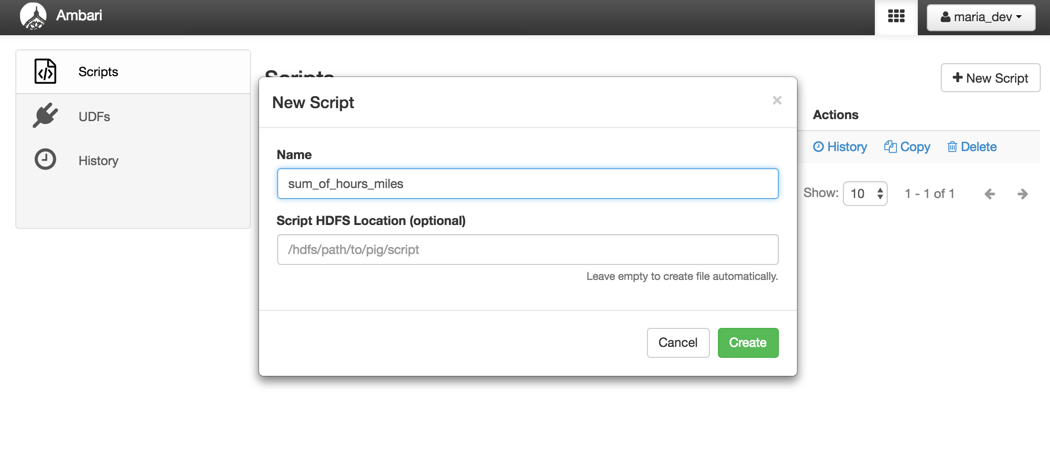 Ambari
maria_dev
Scripts
UDFs
History
Scripts
New Script
Actions
History Copy Delete
Show: 10 1 - 1 of 1
New Script ×
Name
sum_of_hours_miles
Script HDFS Location (optional)
/hdfs/path/to/pig/script
Leave empty to create file automatically.
Cancel Create